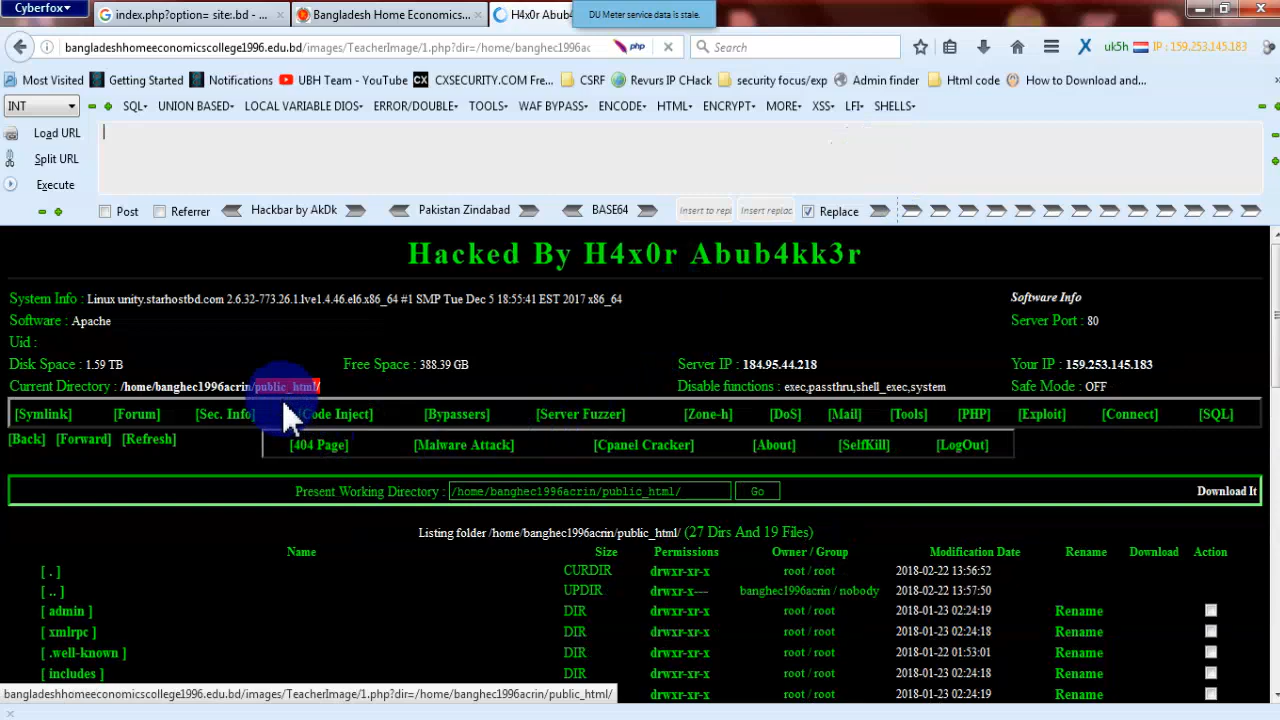 Cyberfox
index.php?option= site:.bd - ...
Bangladesh Home Economics...
H4x0r Abub4
DU Meter service data is stale.
bangladeshhomeeconomicscollege1996.edu.bd/images/TeacherImage/1.php?dir=/home/banghec1996ac
php
Search
uk5h
IP : 159.253.145.183
Most Visited
Getting Started
Notifications
UBH Team - YouTube
CX CXSECURITY.COM Fre...
CSRF
Revurs IP CHack
security focus/exp
Admin finder
Html code
How to Download and...
INT
SQL
UNION BASED
LOCAL VARIABLE DIOS
ERROR/DOUBLE
TOOLS
WAF BYPASS
ENCODE
HTML
ENCRYPT
MORE
XSS
LFI
SHELLS
Load URL
Split URL
Execute
Post
Referrer
Hackbar by AkDk
Pakistan Zindabad
BASE64
Insert to repl
Insert replac
Replace
Hacked By H4x0r Abub4kk3r
System Info : Linux unity.starhostbd.com 2.6.32-773.26.1.lve1.4.46.el6.x86_64 #1 SMP Tue Dec 5 18:55:41 EST 2017 x86_64
Software Info
Software : Apache
Server Port : 80
Uid :
Disk Space : 1.59 TB
Free Space : 388.39 GB
Server IP : 184.95.44.218
Your IP : 159.253.145.183
Current Directory : /home/banghec1996acrin/public_html/
Disable functions : exec,passthru,shell_exec,system
Safe Mode : OFF
[Symlink]
[Forum]
[Sec. Info]
[Code Inject]
[Bypassers]
[Server Fuzzer]
[Zone-h]
[DoS]
[Mail]
[Tools]
[PHP]
[Exploit]
[Connect]
[SQL]
[Back] [Forward] [Refresh]
[404 Page]
[Malware Attack]
[Cpanel Cracker]
[About]
[SelfKill]
[LogOut]
Present Working Directory : /home/banghec1996acrin/public_html/
Go
Download It
Listing folder /home/banghec1996acrin/public_html/ (27 Dirs And 19 Files)
Name Size Permissions Owner / Group Modification Date Rename Download Action
[ . ] CURDIR drwxr-xr-x root / root 2018-02-22 13:56:52
[ .. ] UPDIR drwxr-x--- banghec1996acrin / nobody 2018-02-22 13:57:50
[ admin ] DIR drwxr-xr-x root / root 2018-01-23 02:24:19 Rename
[ xmlrpc ] DIR drwxr-xr-x root / root 2018-01-23 02:24:18 Rename
[ .well-known ] DIR drwxr-xr-x root / root 2018-02-22 01:53:01 Rename
[ includes ] DIR drwxr-xr-x root / root 2018-01-23 02:24:18 Rename
DIR drwxr-xr-x root / root 2018-01-23 02:24:19 Rename
bangladeshhomeeconomicscollege1996.edu.bd/images/TeacherImage/1.php?dir=/home/banghec1996acrin/public_html/